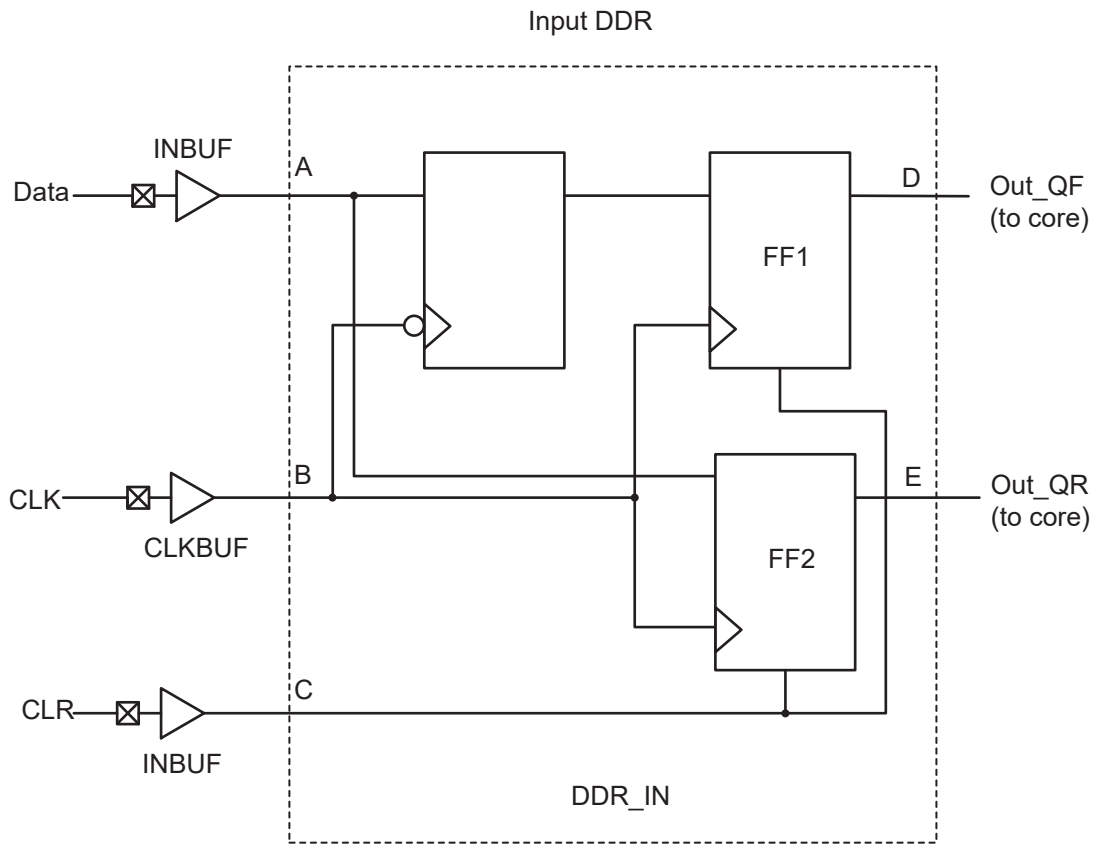 Input DDR
INBUF
A
Data
D
Out_QF
(to core)
FF1
B
CLK
CLKBUF
E
Out_QR
(to core)
FF2
C
CLR
INBUF
DDR_IN